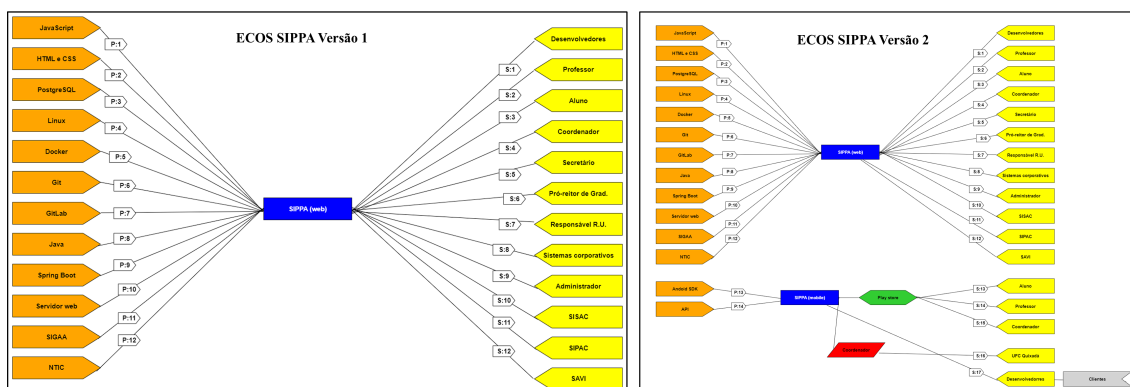 ECOS SIPPA Versão 1
JavaScript
HTML e CSS
PostgreSQL
Linux
Docker
Git
GitLab
Java
Spring Boot
Servidor web
SIGAA
NTIC
P:1
P:2
P:3
P:4
P:5
P:6
P:7
P:8
P:9
P:10
P:11
P:12
SIPPA (web)
S:1
S:2
S:3
S:4
S:5
S:6
S:7
S:8
S:9
S:10
S:11
S:12
Desenvolvedores
Professor
Aluno
Coordenador
Secretário
Pró-reitor de Grad.
Responsável R.U.
Sistemas corporativos
Administrador
SISAC
SIPAC
SAVI
ECOS SIPPA Versão 2
JavaScript
HTML e CSS
PostgreSQL
Linux
Docker
Git
GitLab
Java
Spring Boot
Servidor web
SIGAA
NTIC
P:1
P:2
P:3
P:4
P:5
P:6
P:7
P:8
P:9
P:10
P:11
P:12
SIPPA (web)
S:1
S:2
S:3
S:4
S:5
S:6
S:7
S:8
S:9
S:10
S:11
S:12
Desenvolvedores
Professor
Aluno
Coordenador
Secretário
Pró-reitor de Grad.
Responsável R.U.
Sistemas corporativos
Administrador
SISAC
SIPAC
SAVI
Android SDK
API
P:13
P:14
SIPPA (mobile)
Play store
S:13
S:14
S:15
Aluno
Professor
Coordenador
Coordenador
S:16
S:17
UFC Quixadá
Desenvolvedores
Clientes